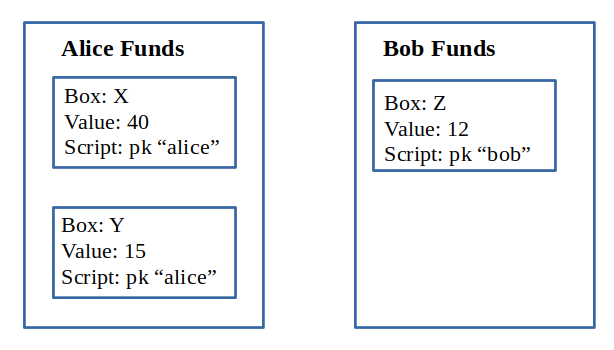 Alice Funds
Box: X
Value: 40
Script: pk “alice”
Box: Y
Value: 15
Script: pk “alice”
Bob Funds
Box: Z
Value: 12
Script: pk “bob”